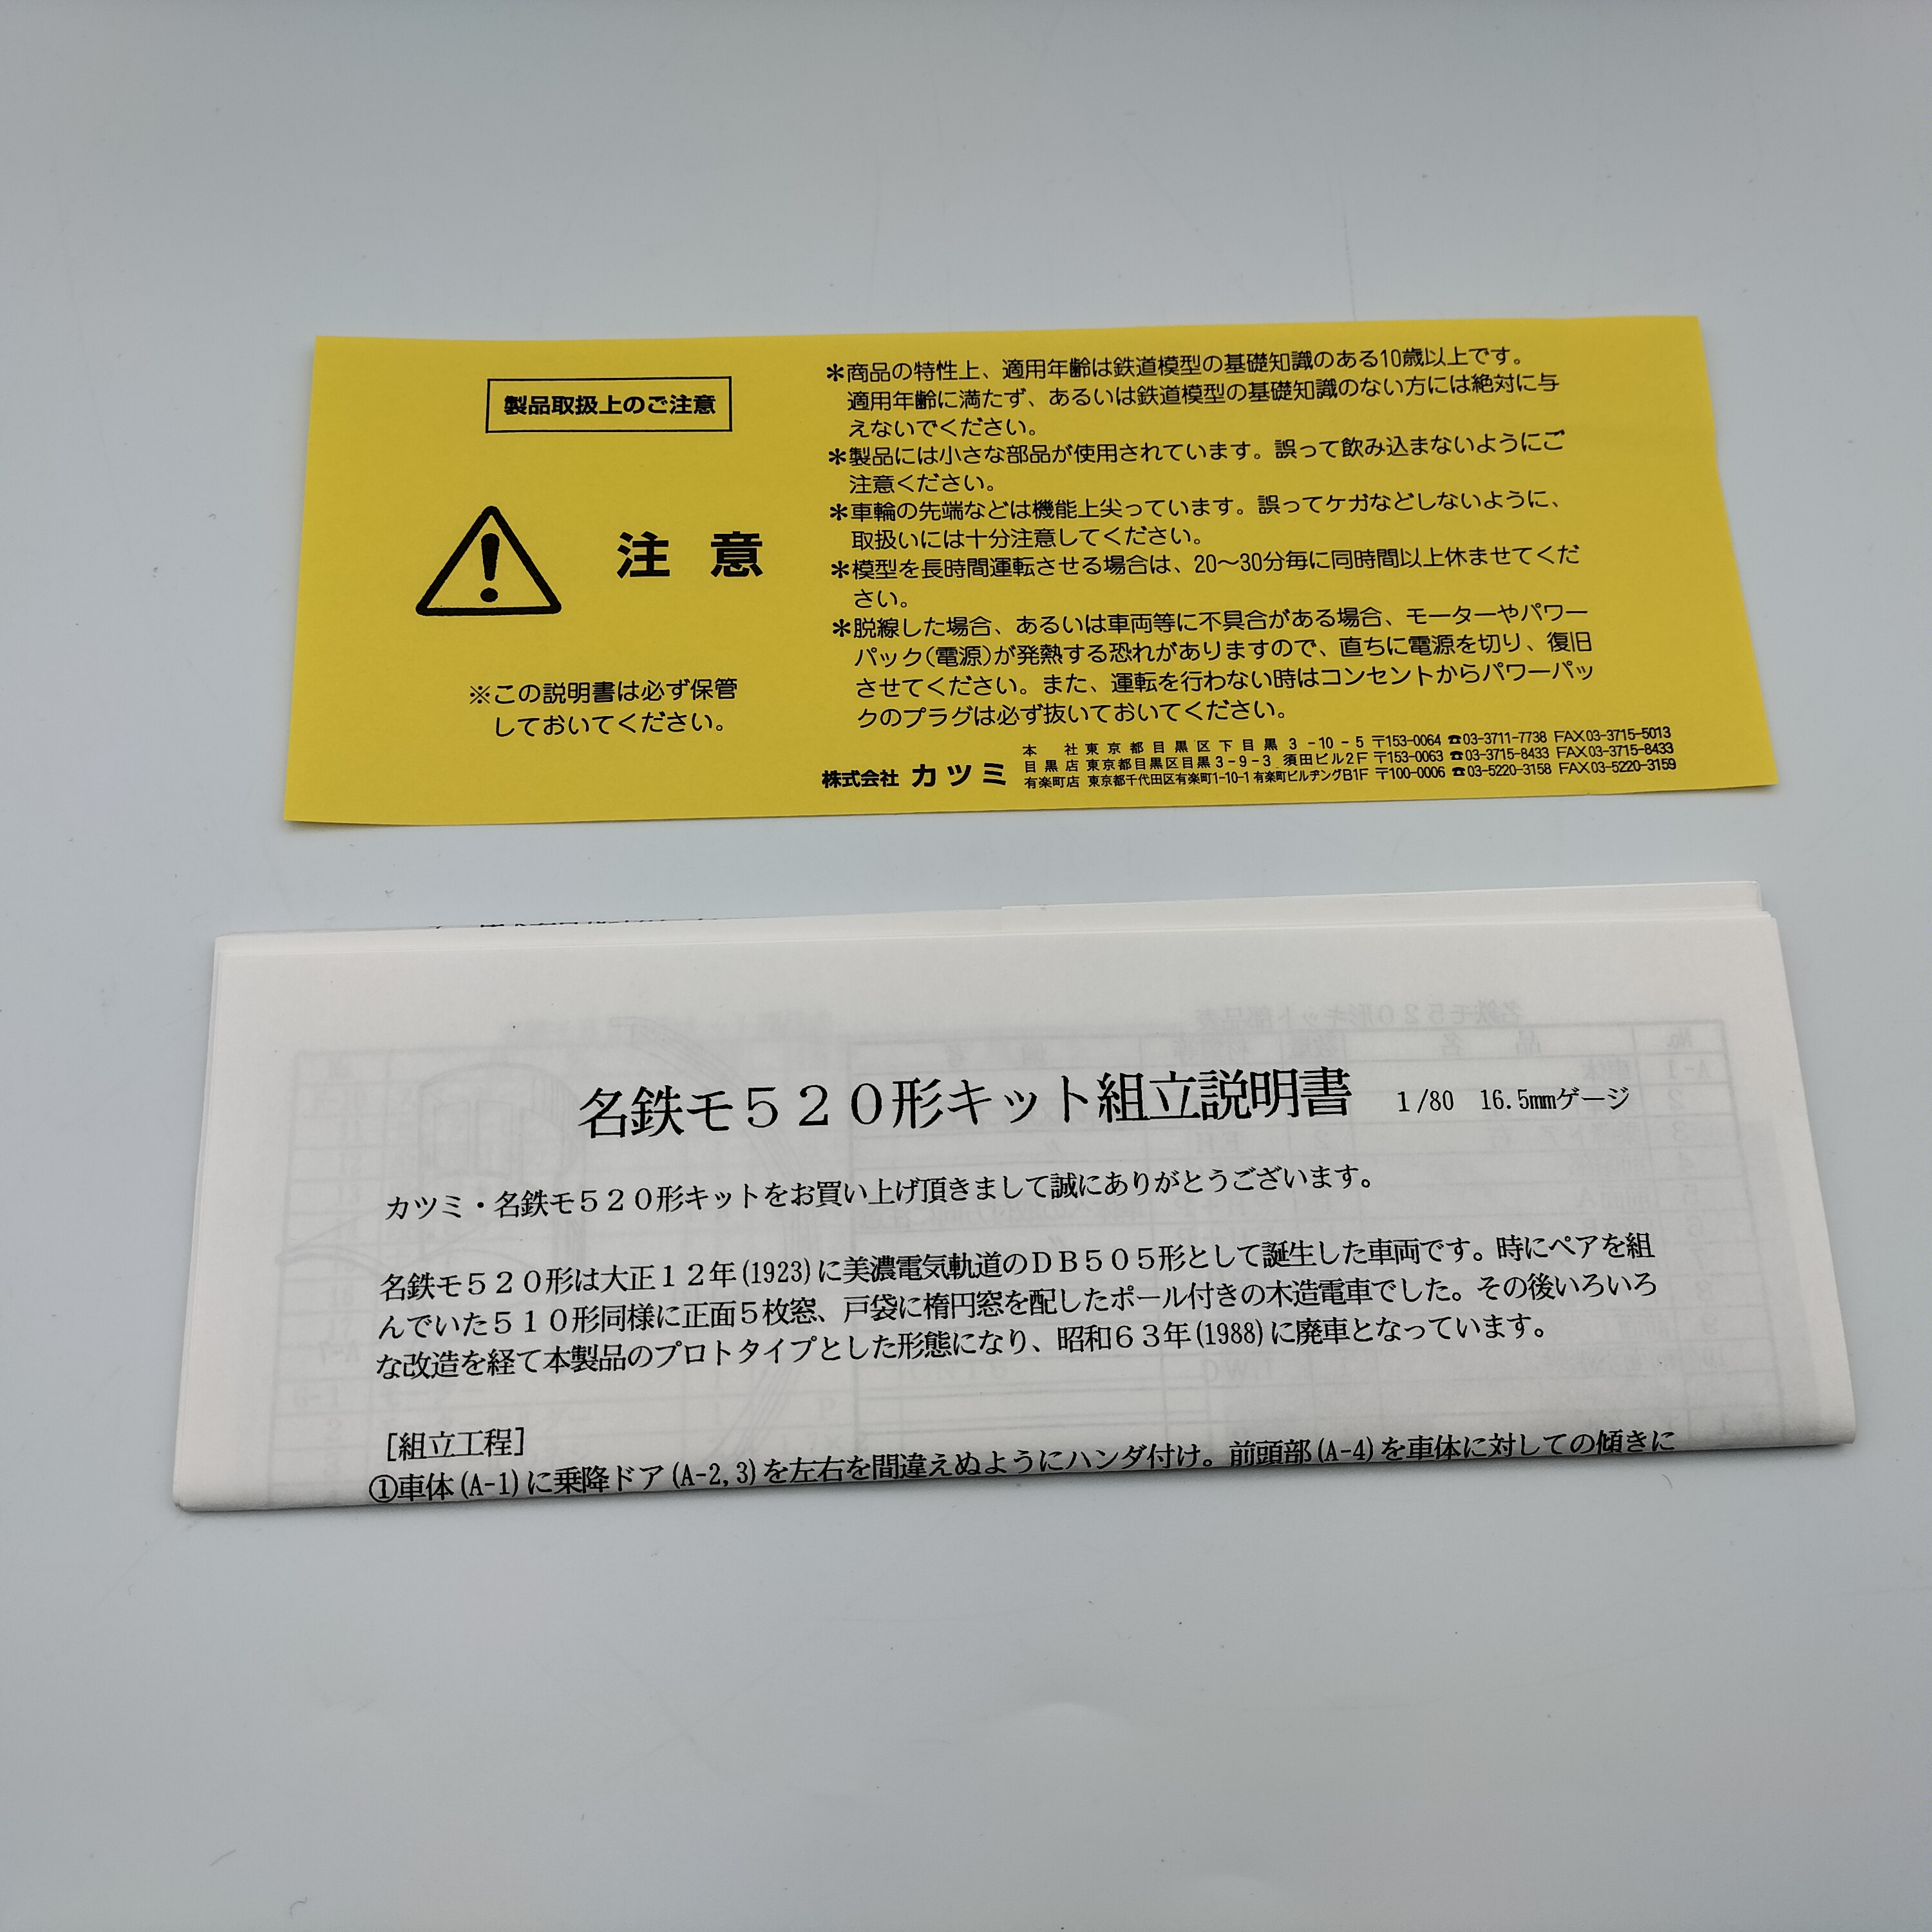 製品取扱上のご注意
注意
※この説明書は必ず保管
しておいてください。
＊商品の特性上、適用年齢は鉄道模型の基礎知識のある10歳以上です。
適用年齢に満たず、あるいは鉄道模型の基礎知識のない方には絶対に与
えないでください。
＊製品には小さな部品が使用されています。誤って飲み込まないようにご
注意ください。
＊車輪の先端などは機能上尖っています。誤ってケガなどしないように、
取扱いには十分注意してください。
＊模型を長時間運転させる場合は、20〜30分毎に同時間以上休ませてくだ
さい。
＊脱線した場合、あるいは車両等に不具合がある場合、モーターやパワー
パック(電源)が発熱する恐れがありますので、直ちに電源を切り、復旧
させてください。また、運転を行わない時はコンセントからパワーパッ
クのプラグは必ず抜いておいてください。
株式会社 カツミ
本社 東京都目黒区下目黒3-10-5 〒153-0064 ☎03-3711-7738 FAX03-3715-5013
目黒店 東京都目黒区目黒3-9-3 須田ビル2F 〒153-0063 ☎03-3715-8433 FAX03-3715-8433
有楽町店 東京都千代田区有楽町1-10-1 有楽町ビルヂングB1F 〒100-0006 ☎03-5220-3158 FAX03-5220-3159
名鉄モ５２０形キット組立説明書 1/80 16.5mmゲージ
カツミ・名鉄モ５２０形キットをお買い上げ頂きまして誠にありがとうございます。
名鉄モ５２０形は大正１２年(1923)に美濃電気軌道のＤＢ５０５形として誕生した車両です。時にペアを組
んでいた５１０形同様に正面５枚窓、戸袋に楕円窓を配したポール付きの木造電車でした。その後いろいろ
な改造を経て本製品のプロトタイプとした形態になり、昭和６３年(1988)に廃車となっています。
[組立工程]
①車体(A-1)に乗降ドア(A-2,3)を左右を間違えぬようにハンダ付け。前頭部(A-4)を車体に対しての傾きに